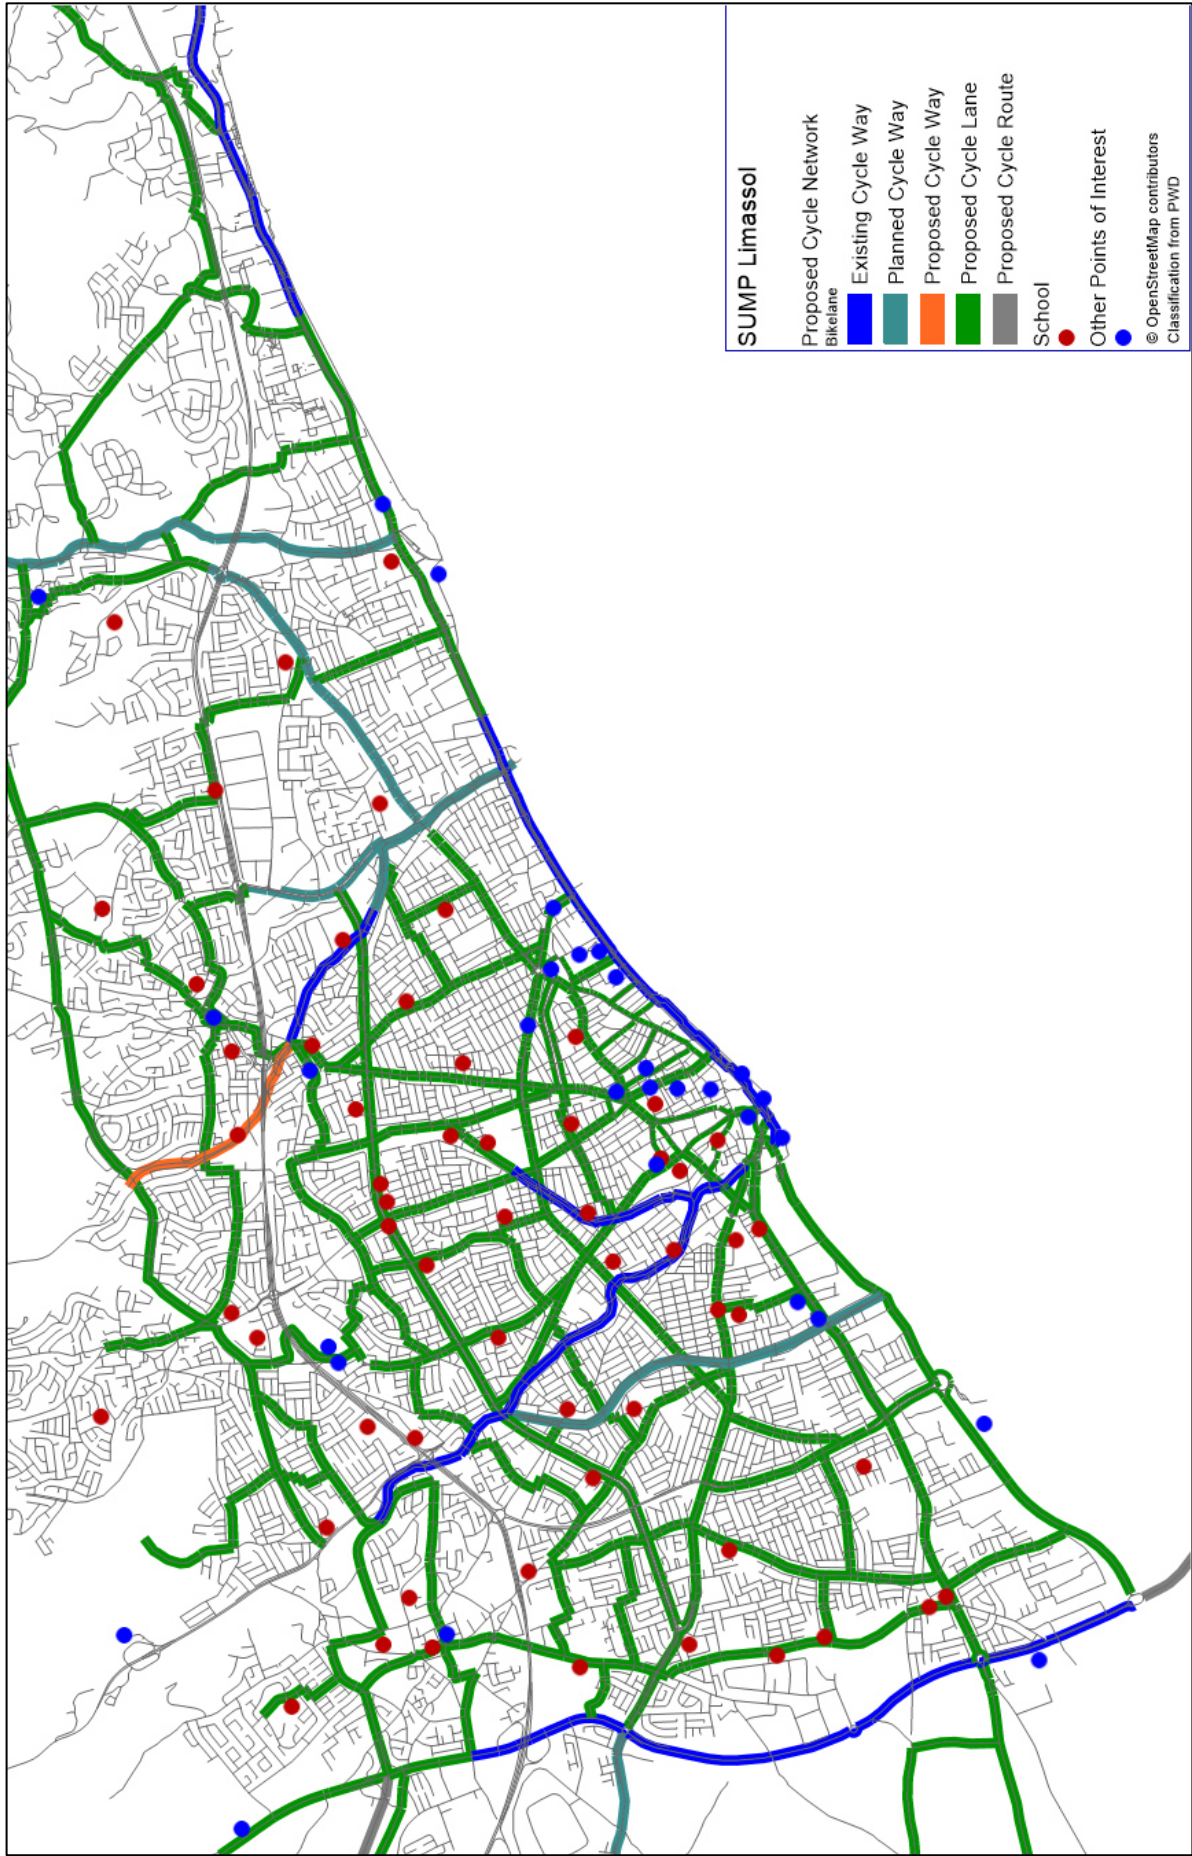 SUMP Limassol
Proposed Cycle Network
Bikelane
Existing Cycle Way
Planned Cycle Way
Proposed Cycle Way
Proposed Cycle Lane
Proposed Cycle Route
School
Other Points of Interest
© OpenStreetMap contributors
Classification from PWD